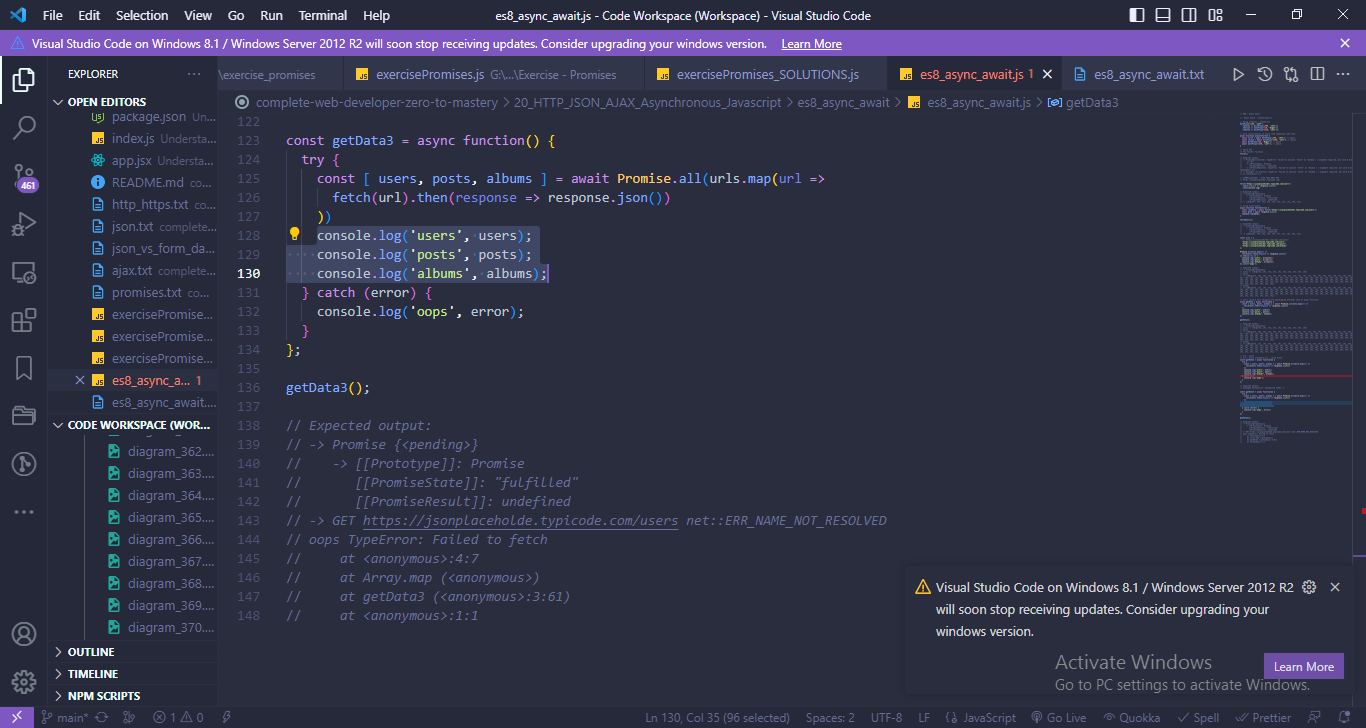 File Edit Selection View Go Run Terminal Help
es8_async_await.js - Code Workspace (Workspace) - Visual Studio Code
Visual Studio Code on Windows 8.1 / Windows Server 2012 R2 will soon stop receiving updates. Consider upgrading your windows version. Learn More
EXPLORER
\exercise_promises
JS exercisePromises.js G:\...\Exercise - Promises
JS exercisePromises_SOLUTIONS.js
JS es8_async_await.js 1
es8_async_await.txt
OPEN EDITORS
package.json Un...
JS index.js Understa...
app.jsx Understa...
README.md co...
http_https.txt co...
json.txt complete...
json_vs_form_da...
ajax.txt complete...
promises.txt co...
JS exercisePromise...
JS exercisePromise...
JS exercisePromise...
JS es8_async_a... 1
es8_async_await....
CODE WORKSPACE (WOR...
diagram_362....
diagram_363....
diagram_364....
diagram_365....
diagram_366....
diagram_367....
diagram_368....
diagram_369....
diagram_370....
OUTLINE
TIMELINE
NPM SCRIPTS
461
complete-web-developer-zero-to-mastery > 20_HTTP_JSON_AJAX_Asynchronous_Javascript > es8_async_await > JS es8_async_await.js > getData3
122
123 const getData3 = async function() {
124 try {
125 const [ users, posts, albums ] = await Promise.all(urls.map(url =>
126 fetch(url).then(response => response.json())
127 ))
128 console.log('users', users);
129 console.log('posts', posts);
130 console.log('albums', albums);
131 } catch (error) {
132 console.log('oops', error);
133 }
134 };
135
136 getData3();
137
138 // Expected output:
139 // -> Promise {<pending>}
140 // -> [[Prototype]]: Promise
141 // [[PromiseState]]: "fulfilled"
142 // [[PromiseResult]]: undefined
143 // -> GET https://jsonplaceholde.typicode.com/users net::ERR_NAME_NOT_RESOLVED
144 // oops TypeError: Failed to fetch
145 // at <anonymous>:4:7
146 // at Array.map (<anonymous>)
147 // at getData3 (<anonymous>:3:61)
148 // at <anonymous>:1:1
Visual Studio Code on Windows 8.1 / Windows Server 2012 R2
will soon stop receiving updates. Consider upgrading your
windows version.
Learn More
Activate Windows
Go to PC settings to activate Windows.
main* 1 0
Ln 130, Col 35 (96 selected) Spaces: 2 UTF-8 LF JavaScript Go Live Quokka Spell Prettier